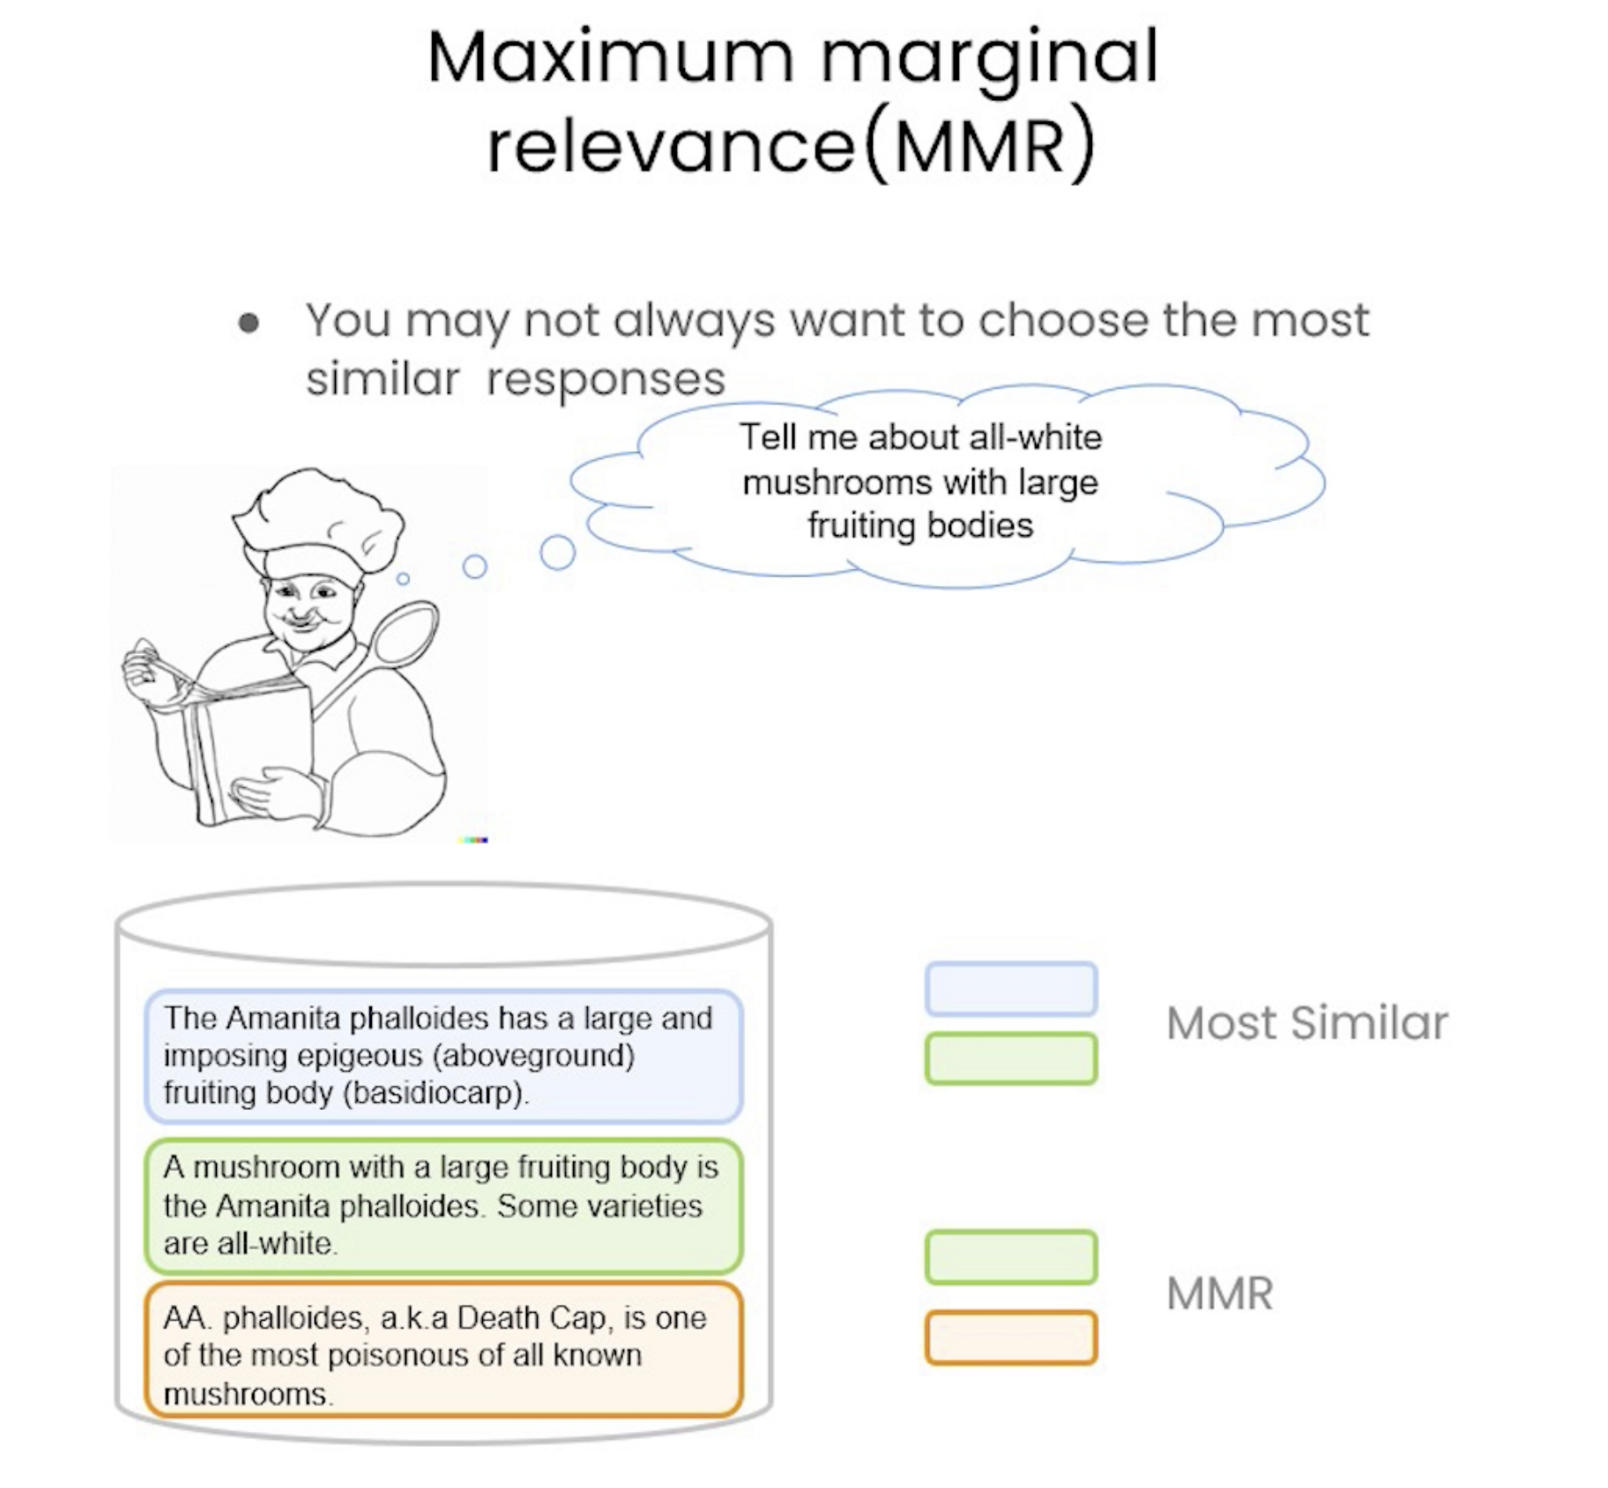 Maximum marginal
relevance(MMR)
● You may not always want to choose the most
similar responses
Tell me about all-white
mushrooms with large
fruiting bodies
The Amanita phalloides has a large and
imposing epigeous (aboveground)
fruiting body (basidiocarp).
A mushroom with a large fruiting body is
the Amanita phalloides. Some varieties
are all-white.
AA. phalloides, a.k.a Death Cap, is one
of the most poisonous of all known
mushrooms.
Most Similar
MMR